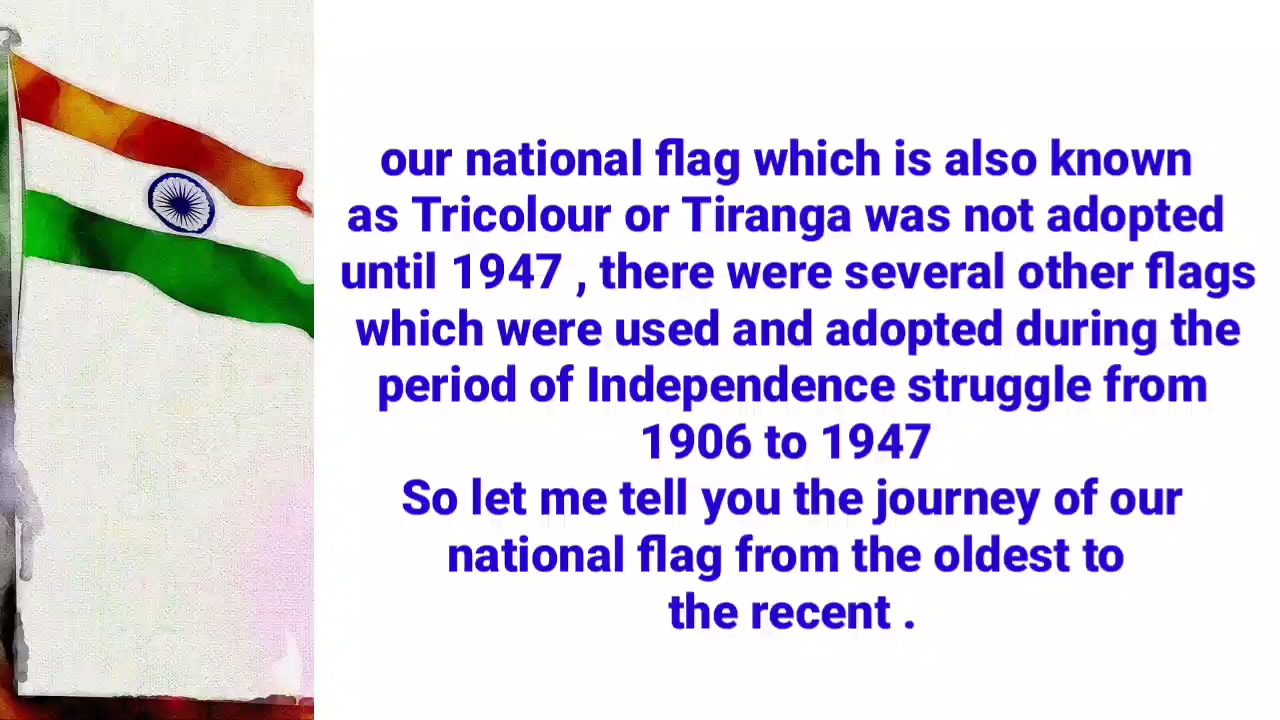 our national flag which is also known
as Tricolour or Tiranga was not adopted
until 1947 , there were several other flags
which were used and adopted during the
period of Independence struggle from
1906 to 1947
So let me tell you the journey of our
national flag from the oldest to
the recent .